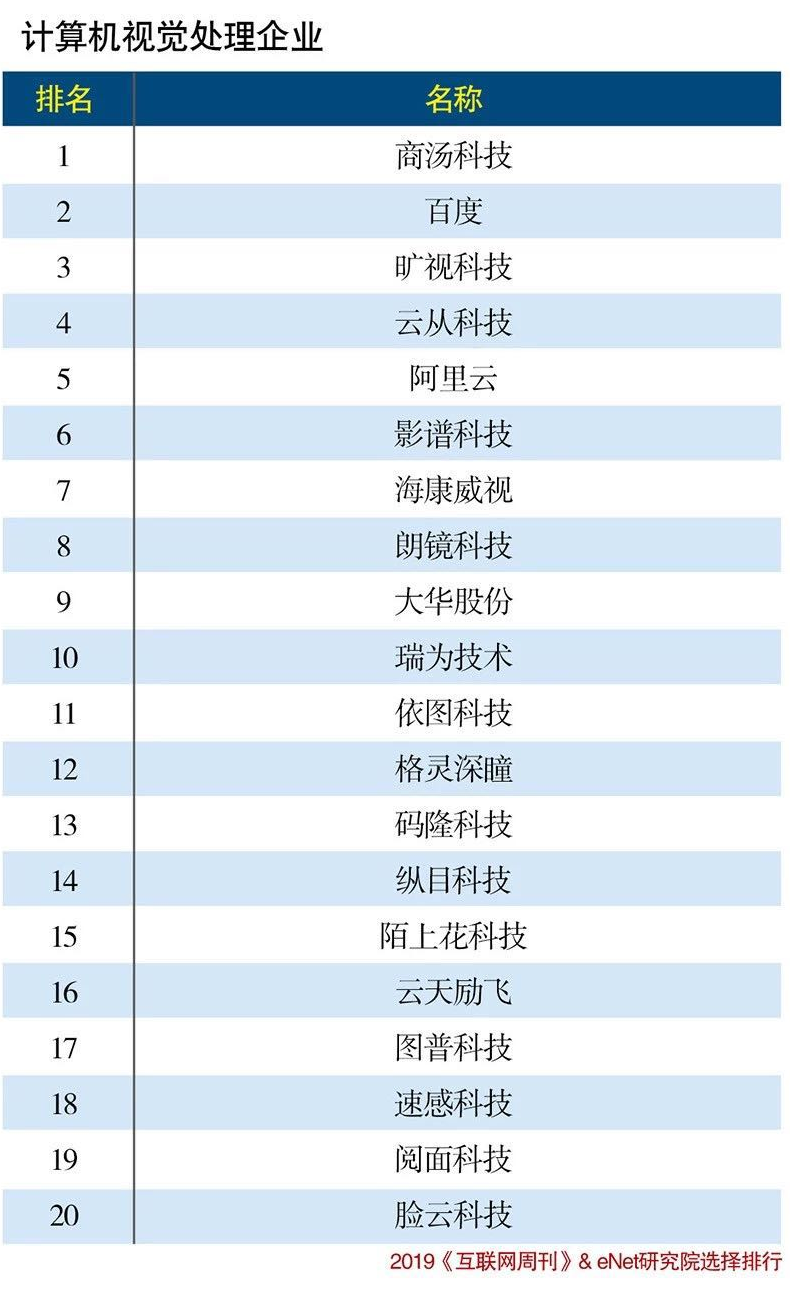 计算机视觉处理企业
排名 名称
1 商汤科技
2 百度
3 旷视科技
4 云从科技
5 阿里云
6 影谱科技
7 海康威视
8 朗镜科技
9 大华股份
10 瑞为技术
11 依图科技
12 格灵深瞳
13 码隆科技
14 纵目科技
15 陌上花科技
16 云天励飞
17 图普科技
18 速感科技
19 阅面科技
20 脸云科技
2019《互联网周刊》& eNet研究院选择排行